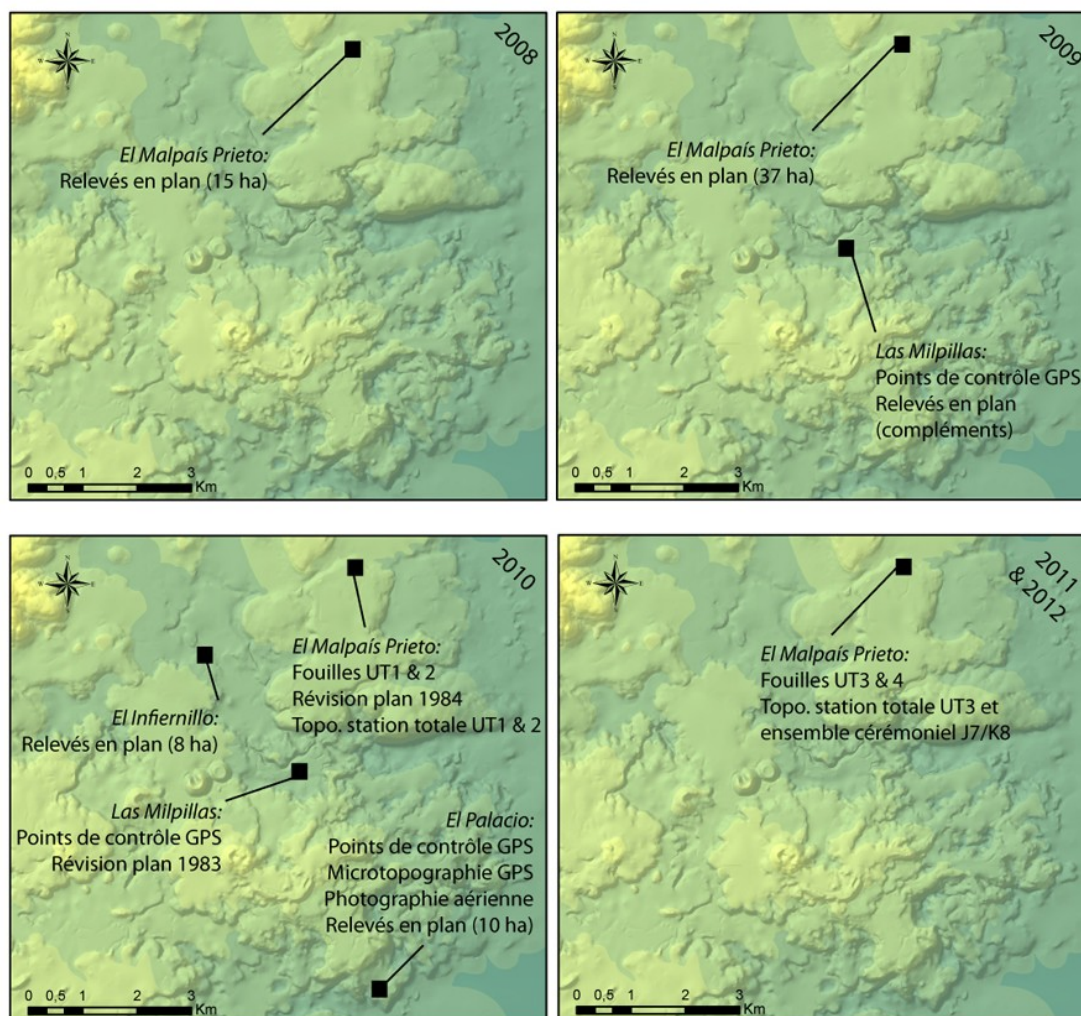 2008
N
W E
S
El Malpaís Prieto:
Relevés en plan (15 ha)
0 0,5 1 2 3
Km
2009
N
W E
S
El Malpaís Prieto:
Relevés en plan (37 ha)
Las Milpillas:
Points de contrôle GPS
Relevés en plan
(compléments)
0 0,5 1 2 3
Km
2010
N
W E
S
El Malpaís Prieto:
Fouilles UT1 & 2
Révision plan 1984
Topo. station totale UT1 & 2
El Infiernillo:
Relevés en plan (8 ha)
Las Milpillas:
Points de contrôle GPS
Révision plan 1983
El Palacio:
Points de contrôle GPS
Microtopographie GPS
Photographie aérienne
Relevés en plan (10 ha)
0 0,5 1 2 3
Km
2011
& 2012
N
W E
S
El Malpaís Prieto:
Fouilles UT3 & 4
Topo. station totale UT3 et
ensemble cérémoniel J7/K8
0 0,5 1 2 3
Km